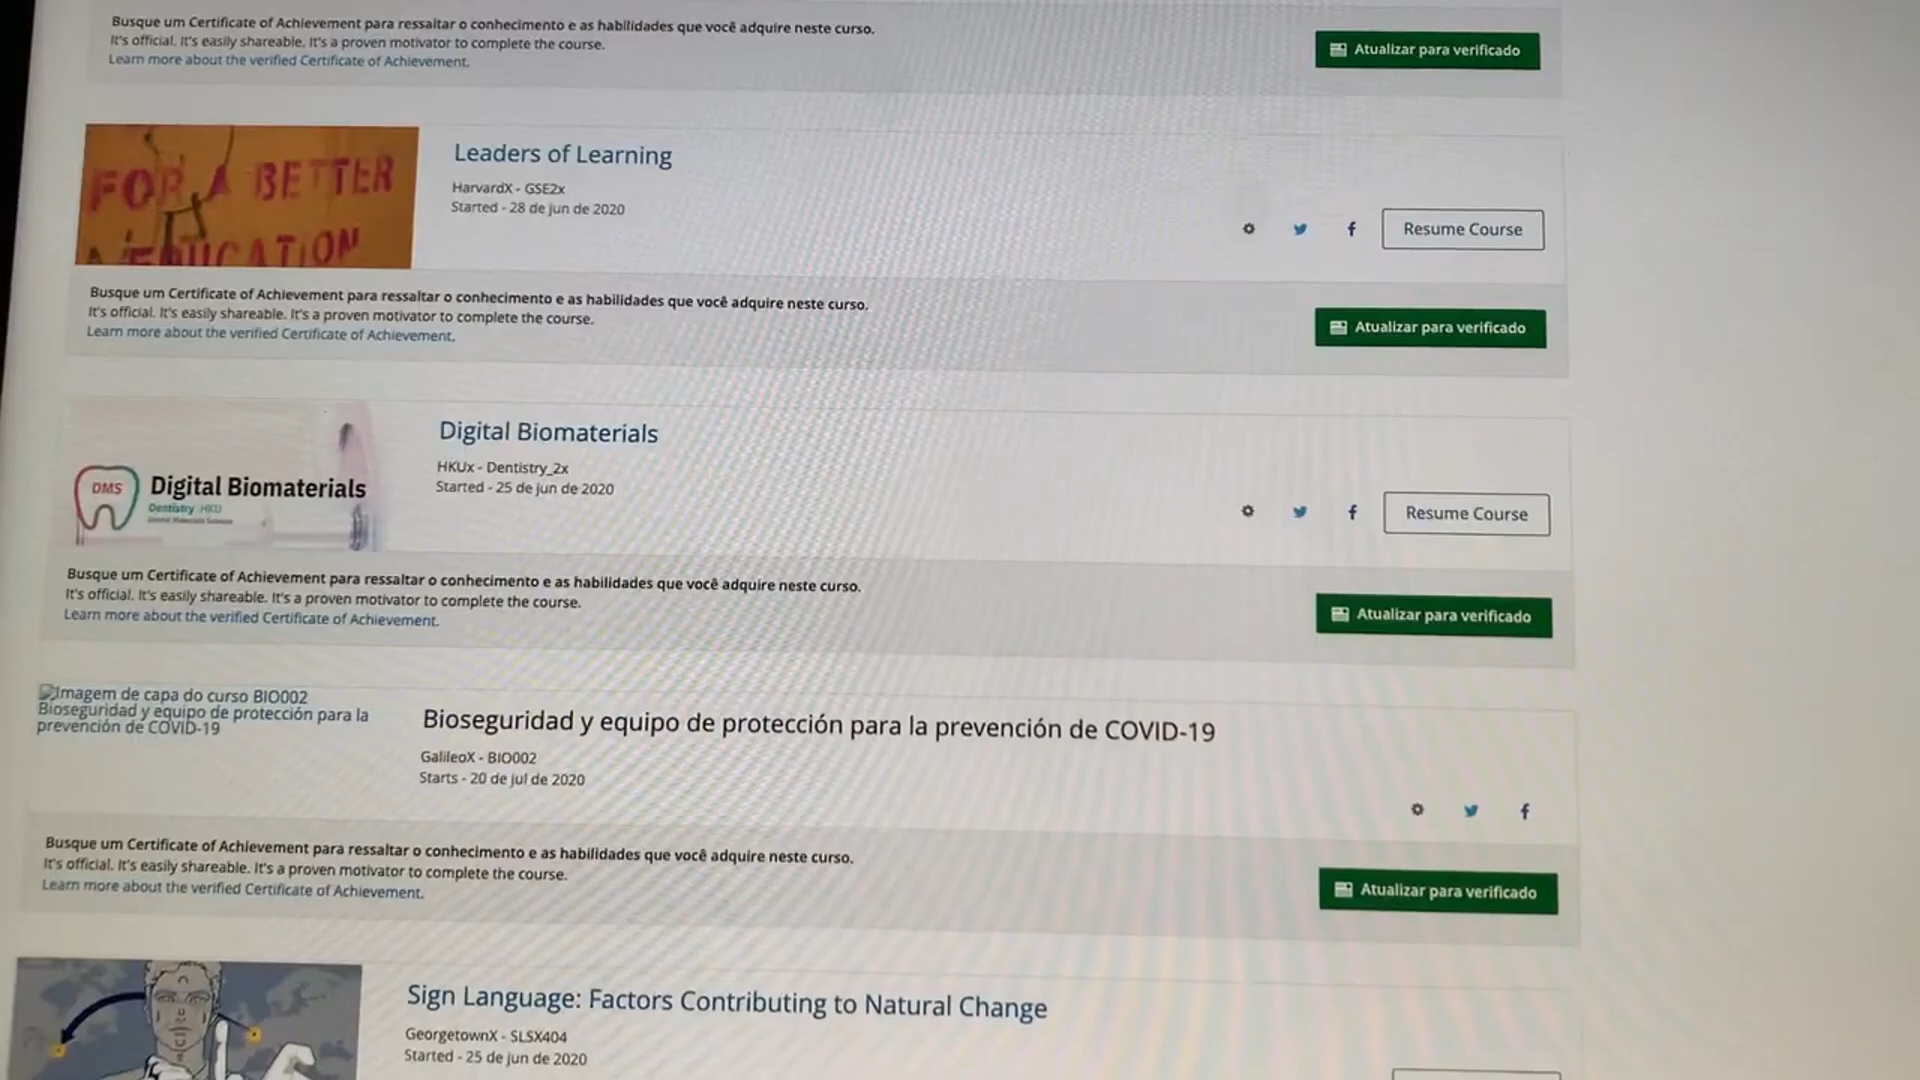 Busque um Certificate of Achievement para ressaltar o conhecimento e as habilidades que você adquire neste curso.
It's official. It's easily shareable. It's a proven motivator to complete the course.
Learn more about the verified Certificate of Achievement.
Atualizar para verificado
FOR A BETTER
EDUCATION
Leaders of Learning
HarvardX - GSE2x
Started - 28 de jun de 2020
Resume Course
Busque um Certificate of Achievement para ressaltar o conhecimento e as habilidades que você adquire neste curso.
It's official. It's easily shareable. It's a proven motivator to complete the course.
Learn more about the verified Certificate of Achievement.
Atualizar para verificado
DMS
Digital Biomaterials
Dentistry HKU
Dental Materials Science
Digital Biomaterials
HKUx - Dentistry_2x
Started - 25 de jun de 2020
Resume Course
Busque um Certificate of Achievement para ressaltar o conhecimento e as habilidades que você adquire neste curso.
It's official. It's easily shareable. It's a proven motivator to complete the course.
Learn more about the verified Certificate of Achievement.
Atualizar para verificado
Imagem de capa do curso BIO002
Bioseguridad y equipo de protección para la
prevención de COVID-19
Bioseguridad y equipo de protección para la prevención de COVID-19
GalileoX - BIO002
Starts - 20 de jul de 2020
Busque um Certificate of Achievement para ressaltar o conhecimento e as habilidades que você adquire neste curso.
It's official. It's easily shareable. It's a proven motivator to complete the course.
Learn more about the verified Certificate of Achievement.
Atualizar para verificado
Sign Language: Factors Contributing to Natural Change
GeorgetownX - SLSX404
Started - 25 de jun de 2020